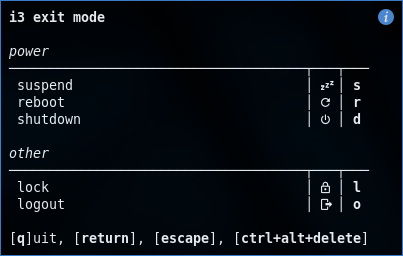 i3 exit mode
power
suspend zzz s
reboot r
shutdown d
other
lock l
logout o
[q]uit, [return], [escape], [ctrl+alt+delete]